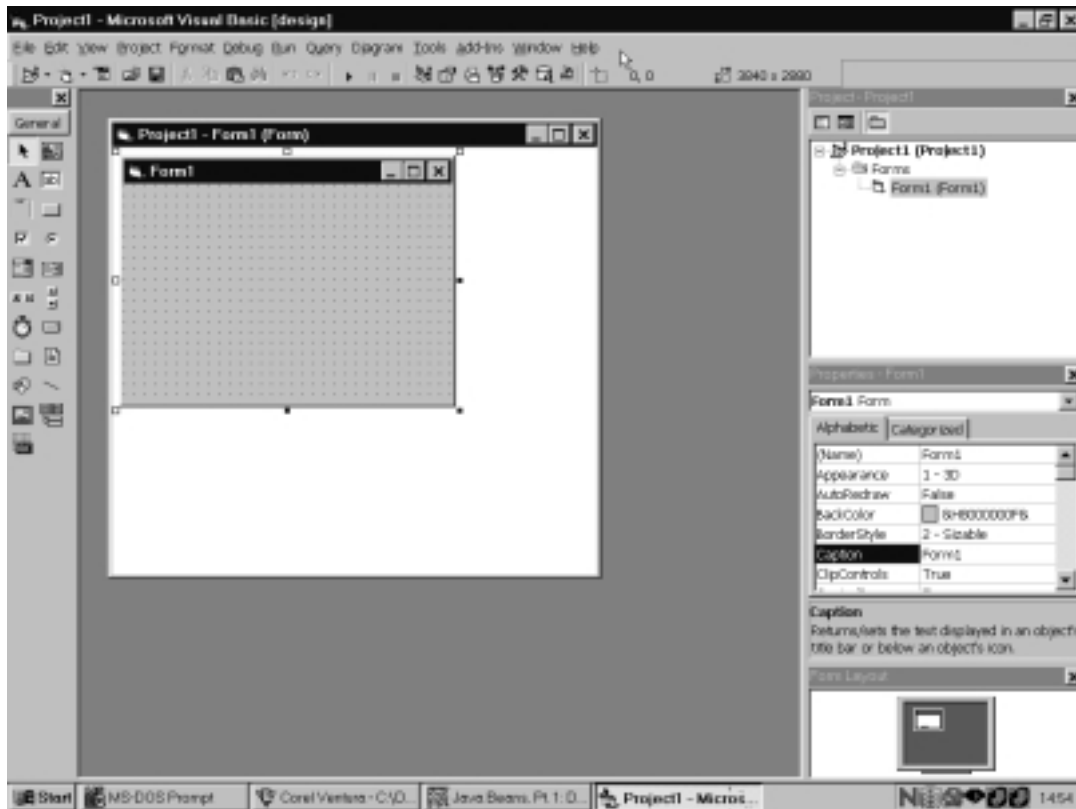 Project1 - Microsoft Visual Basic [design]
File Edit View Project Format Debug Run Query Diagram Tools Add-Ins Window Help
0, 0
3840 x 2880
General
Project1 - Form1 (Form)
Form1
Project - Project1
Project1 (Project1)
Forms
Form1 (Form1)
Properties - Form1
Form1 Form
Alphabetic Categorized
(Name) Form1
Appearance 1 - 3D
AutoRedraw False
BackColor &H8000000F&
BorderStyle 2 - Sizable
Caption Form1
ClipControls True
Caption
Returns/sets the text displayed in an object's
title bar or below an object's icon.
Form Layout
Start MS-DOS Prompt Corel Ventura - C:\D... Java Beans, Pt. 1: D... Project1 - Micros... 14:54